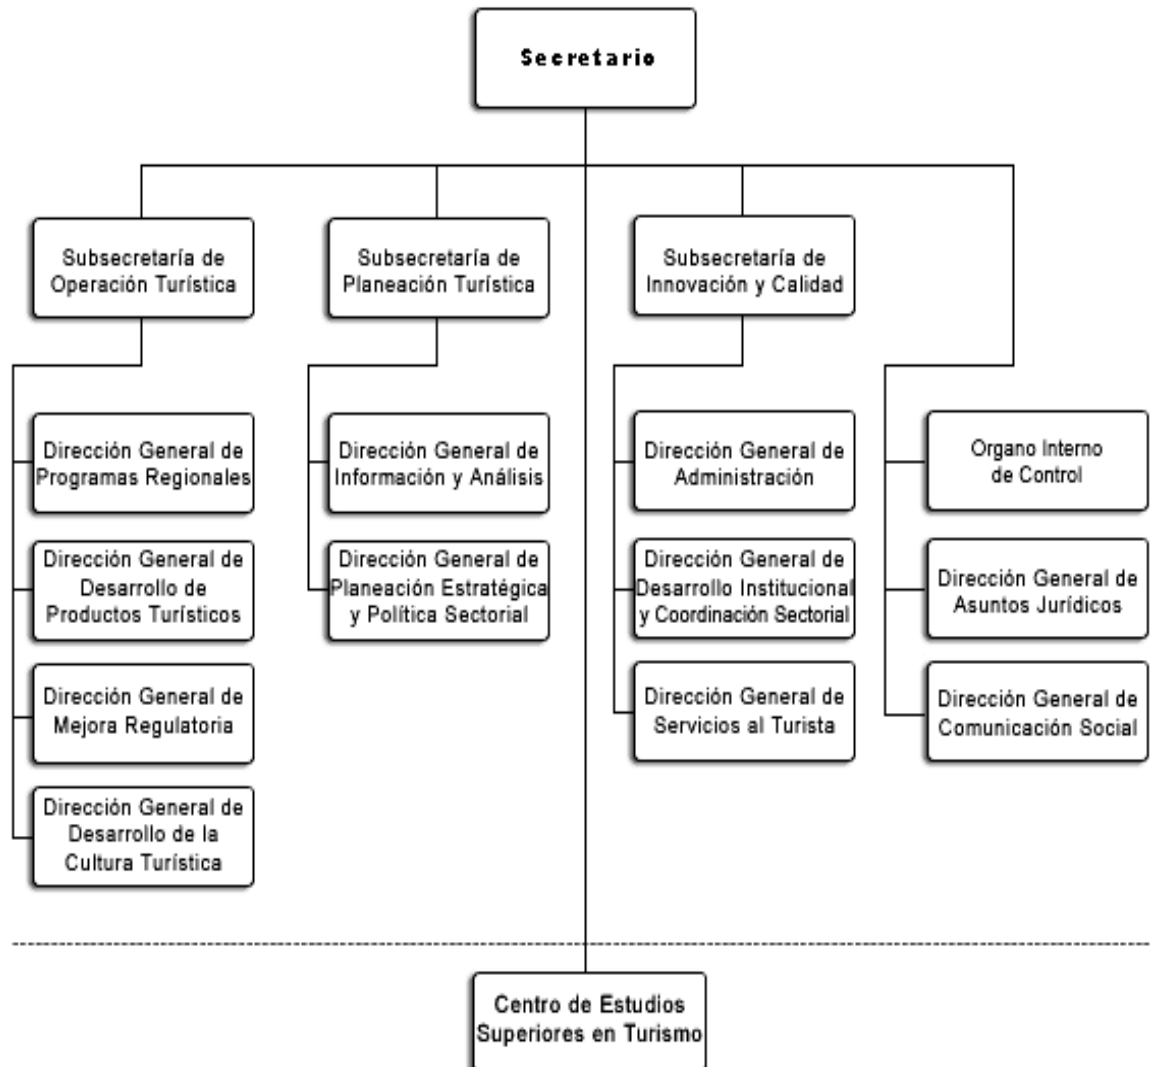 Secretario
Subsecretaría de
Operación Turística
Subsecretaría de
Planeación Turística
Subsecretaría de
Innovación y Calidad
Dirección General de
Programas Regionales
Dirección General de
Información y Análisis
Dirección General de
Administración
Organo Interno
de Control
Dirección General de
Desarrollo de
Productos Turísticos
Dirección General de
Planeación Estratégica
y Política Sectorial
Dirección General de
Desarrollo Institucional
y Coordinación Sectorial
Dirección General de
Asuntos Jurídicos
Dirección General de
Mejora Regulatoria
Dirección General de
Servicios al Turista
Dirección General de
Comunicación Social
Dirección General de
Desarrollo de la
Cultura Turística
Centro de Estudios
Superiores en Turismo